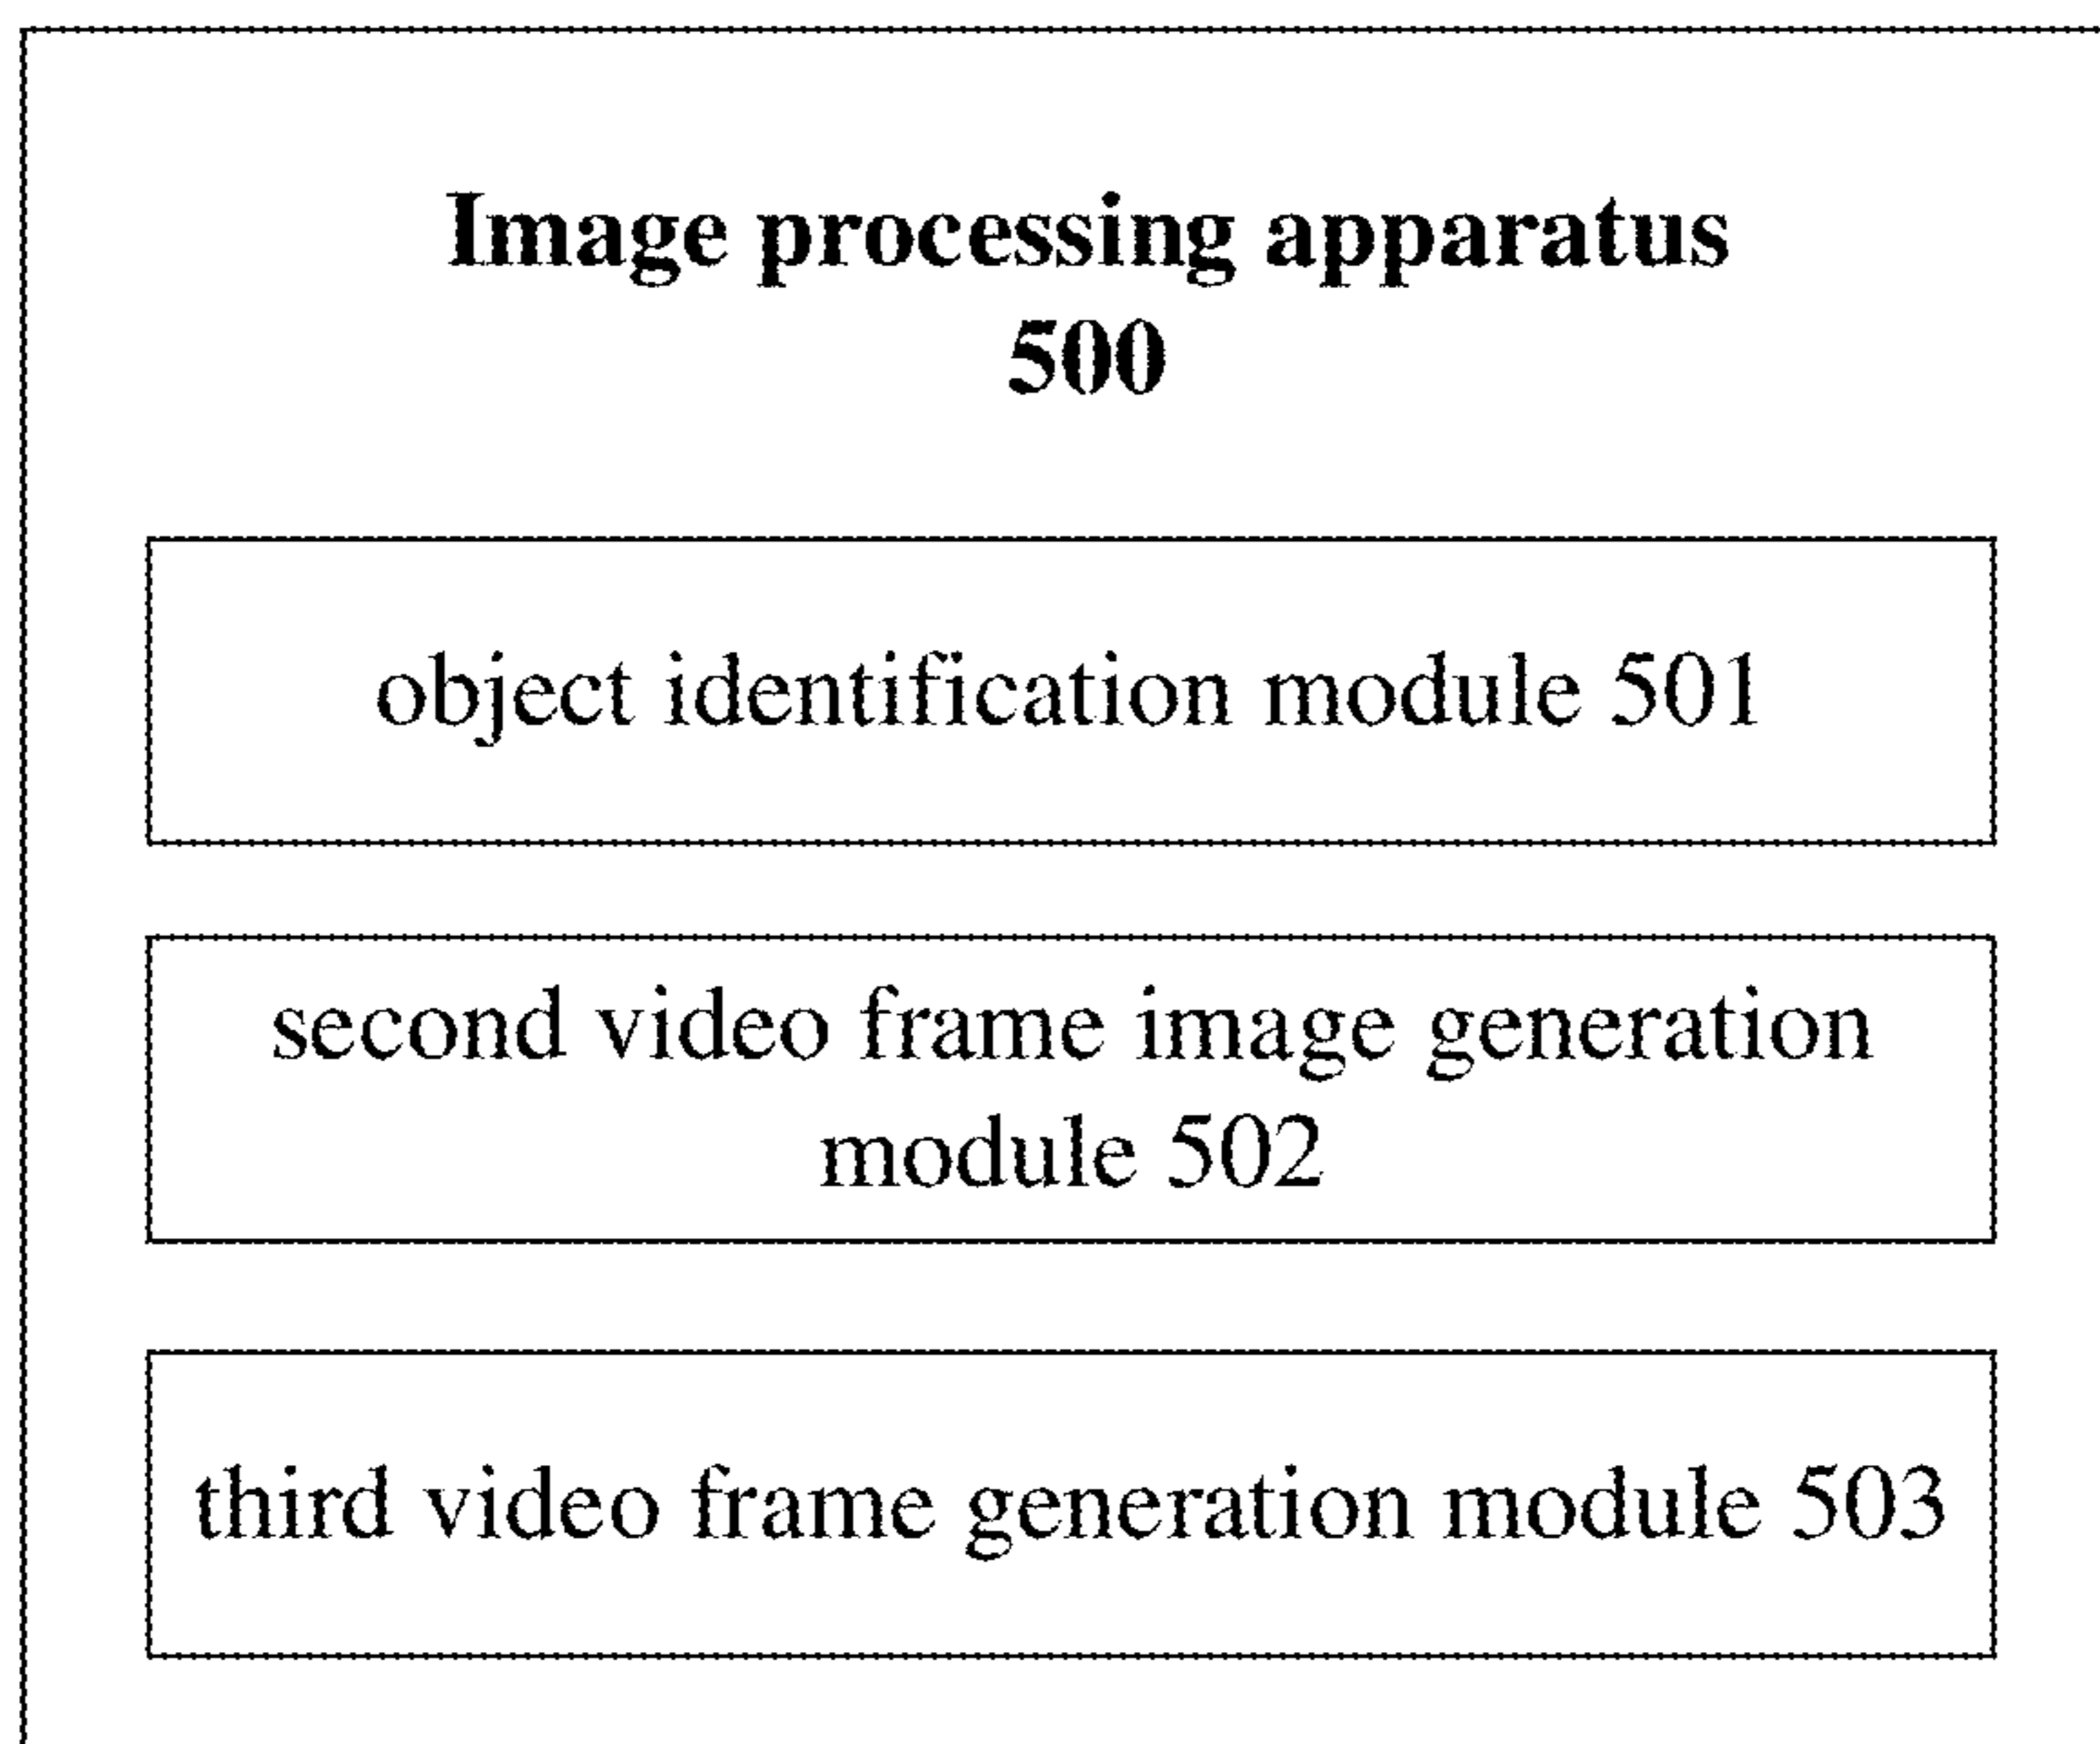 Image processing apparatus
500
object identification module 501
second video frame image generation
module 502
third video frame generation module 503